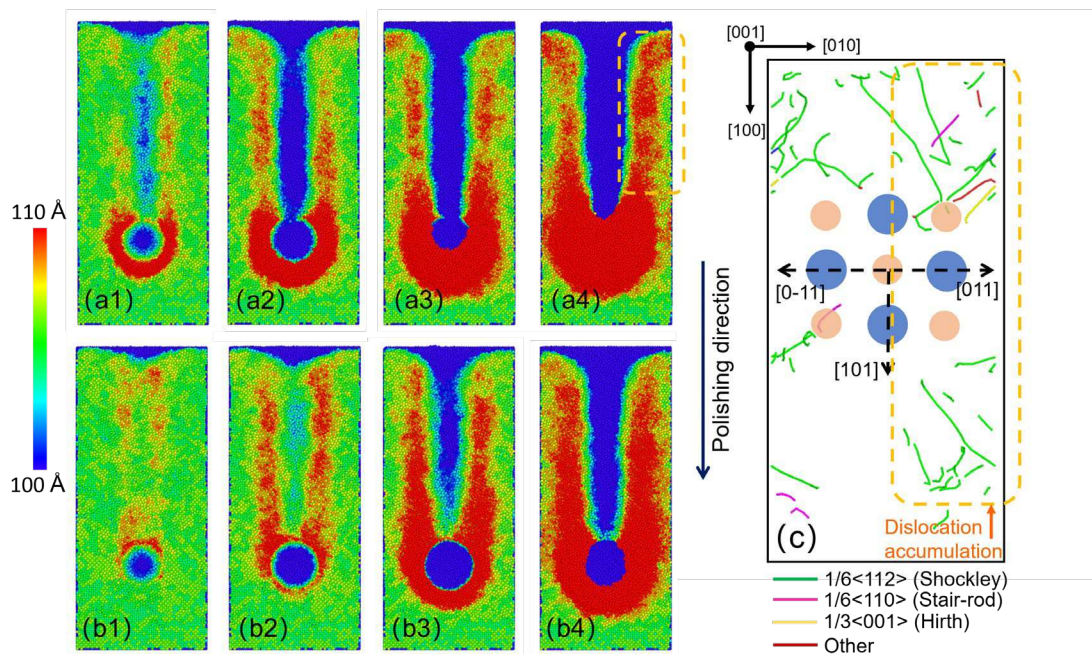 110 Å
100 Å
(a1)
(a2)
(a3)
(a4)
(b1)
(b2)
(b3)
(b4)
Polishing direction
[001]
[010]
[100]
[0-11]
[011]
[101]
(c)
Dislocation
accumulation
1/6<112> (Shockley)
1/6<110> (Stair-rod)
1/3<001> (Hirth)
Other